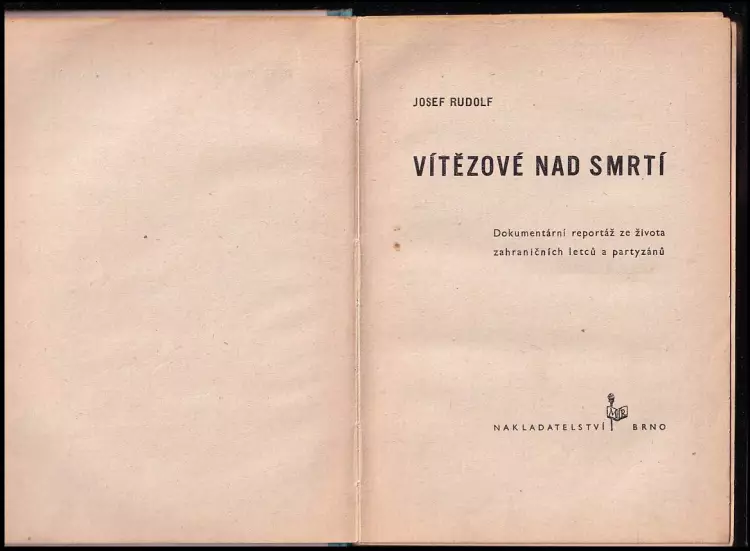 JOSEF RUDOLF
VÍTĚZOVÉ NAD SMRTÍ
Dokumentární reportáž ze života
zahraničních letců a partyzánů
NAKLADATELSTVÍ BRNO